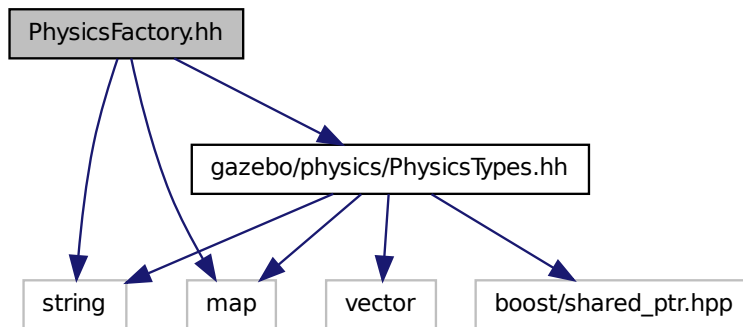 PhysicsFactory.hh
gazebo/physics/PhysicsTypes.hh
string
map
vector
boost/shared_ptr.hpp